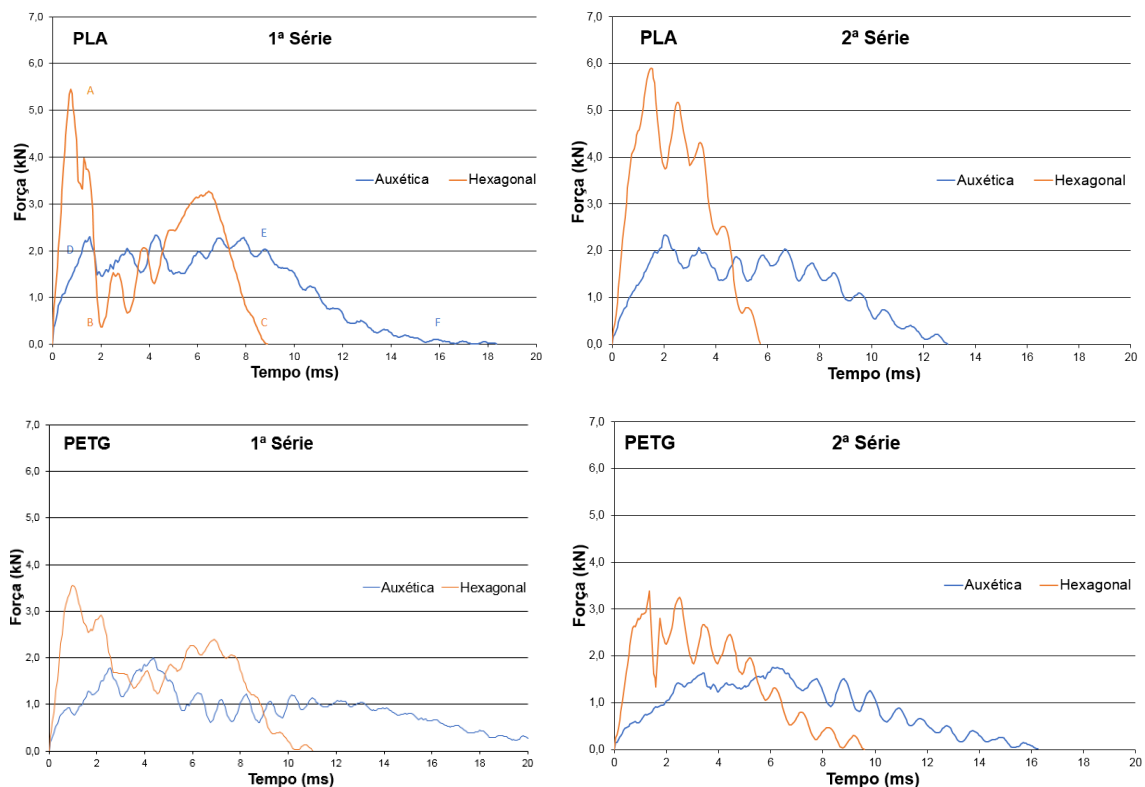 PLA 1ª Série
Força (kN)
7,0
6,0
5,0
4,0
3,0
2,0
1,0
0,0
A
B
C
D
E
F
Auxética Hexagonal
0 2 4 6 8 10 12 14 16 18 20
Tempo (ms)
PLA 2ª Série
Força (kN)
7,0
6,0
5,0
4,0
3,0
2,0
1,0
0,0
Auxética Hexagonal
0 2 4 6 8 10 12 14 16 18 20
Tempo (ms)
PETG 1ª Série
Força (kN)
7,0
6,0
5,0
4,0
3,0
2,0
1,0
0,0
Auxética Hexagonal
0 2 4 6 8 10 12 14 16 18 20
Tempo (ms)
PETG 2ª Série
Força (kN)
7,0
6,0
5,0
4,0
3,0
2,0
1,0
0,0
Auxética Hexagonal
0 2 4 6 8 10 12 14 16 18 20
Tempo (ms)